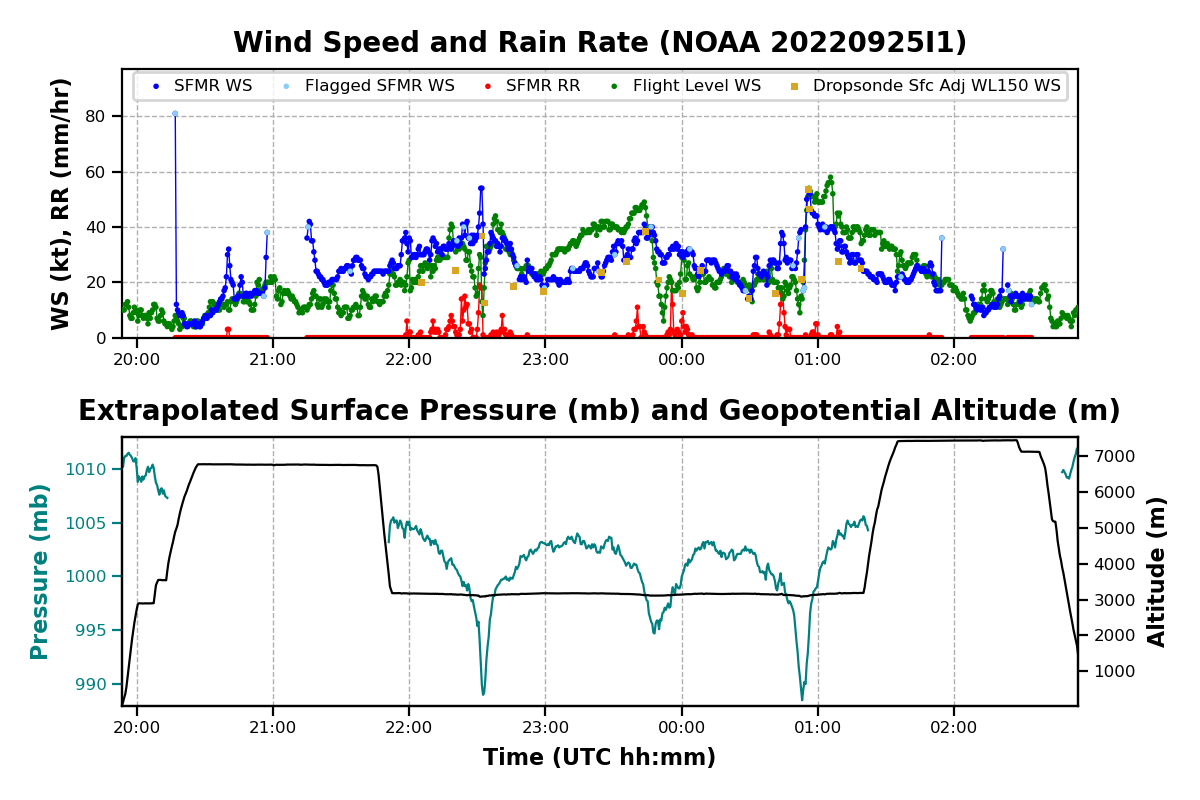 Wind Speed and Rain Rate (NOAA 20220925I1)
SFMR WS Flagged SFMR WS SFMR RR Flight Level WS Dropsonde Sfc Adj WL150 WS
WS (kt), RR (mm/hr)
80
60
40
20
0
20:00 21:00 22:00 23:00 00:00 01:00 02:00
Extrapolated Surface Pressure (mb) and Geopotential Altitude (m)
Pressure (mb)
1010
1005
1000
995
990
7000
6000
5000
4000
3000
2000
1000
Altitude (m)
20:00 21:00 22:00 23:00 00:00 01:00 02:00
Time (UTC hh:mm)